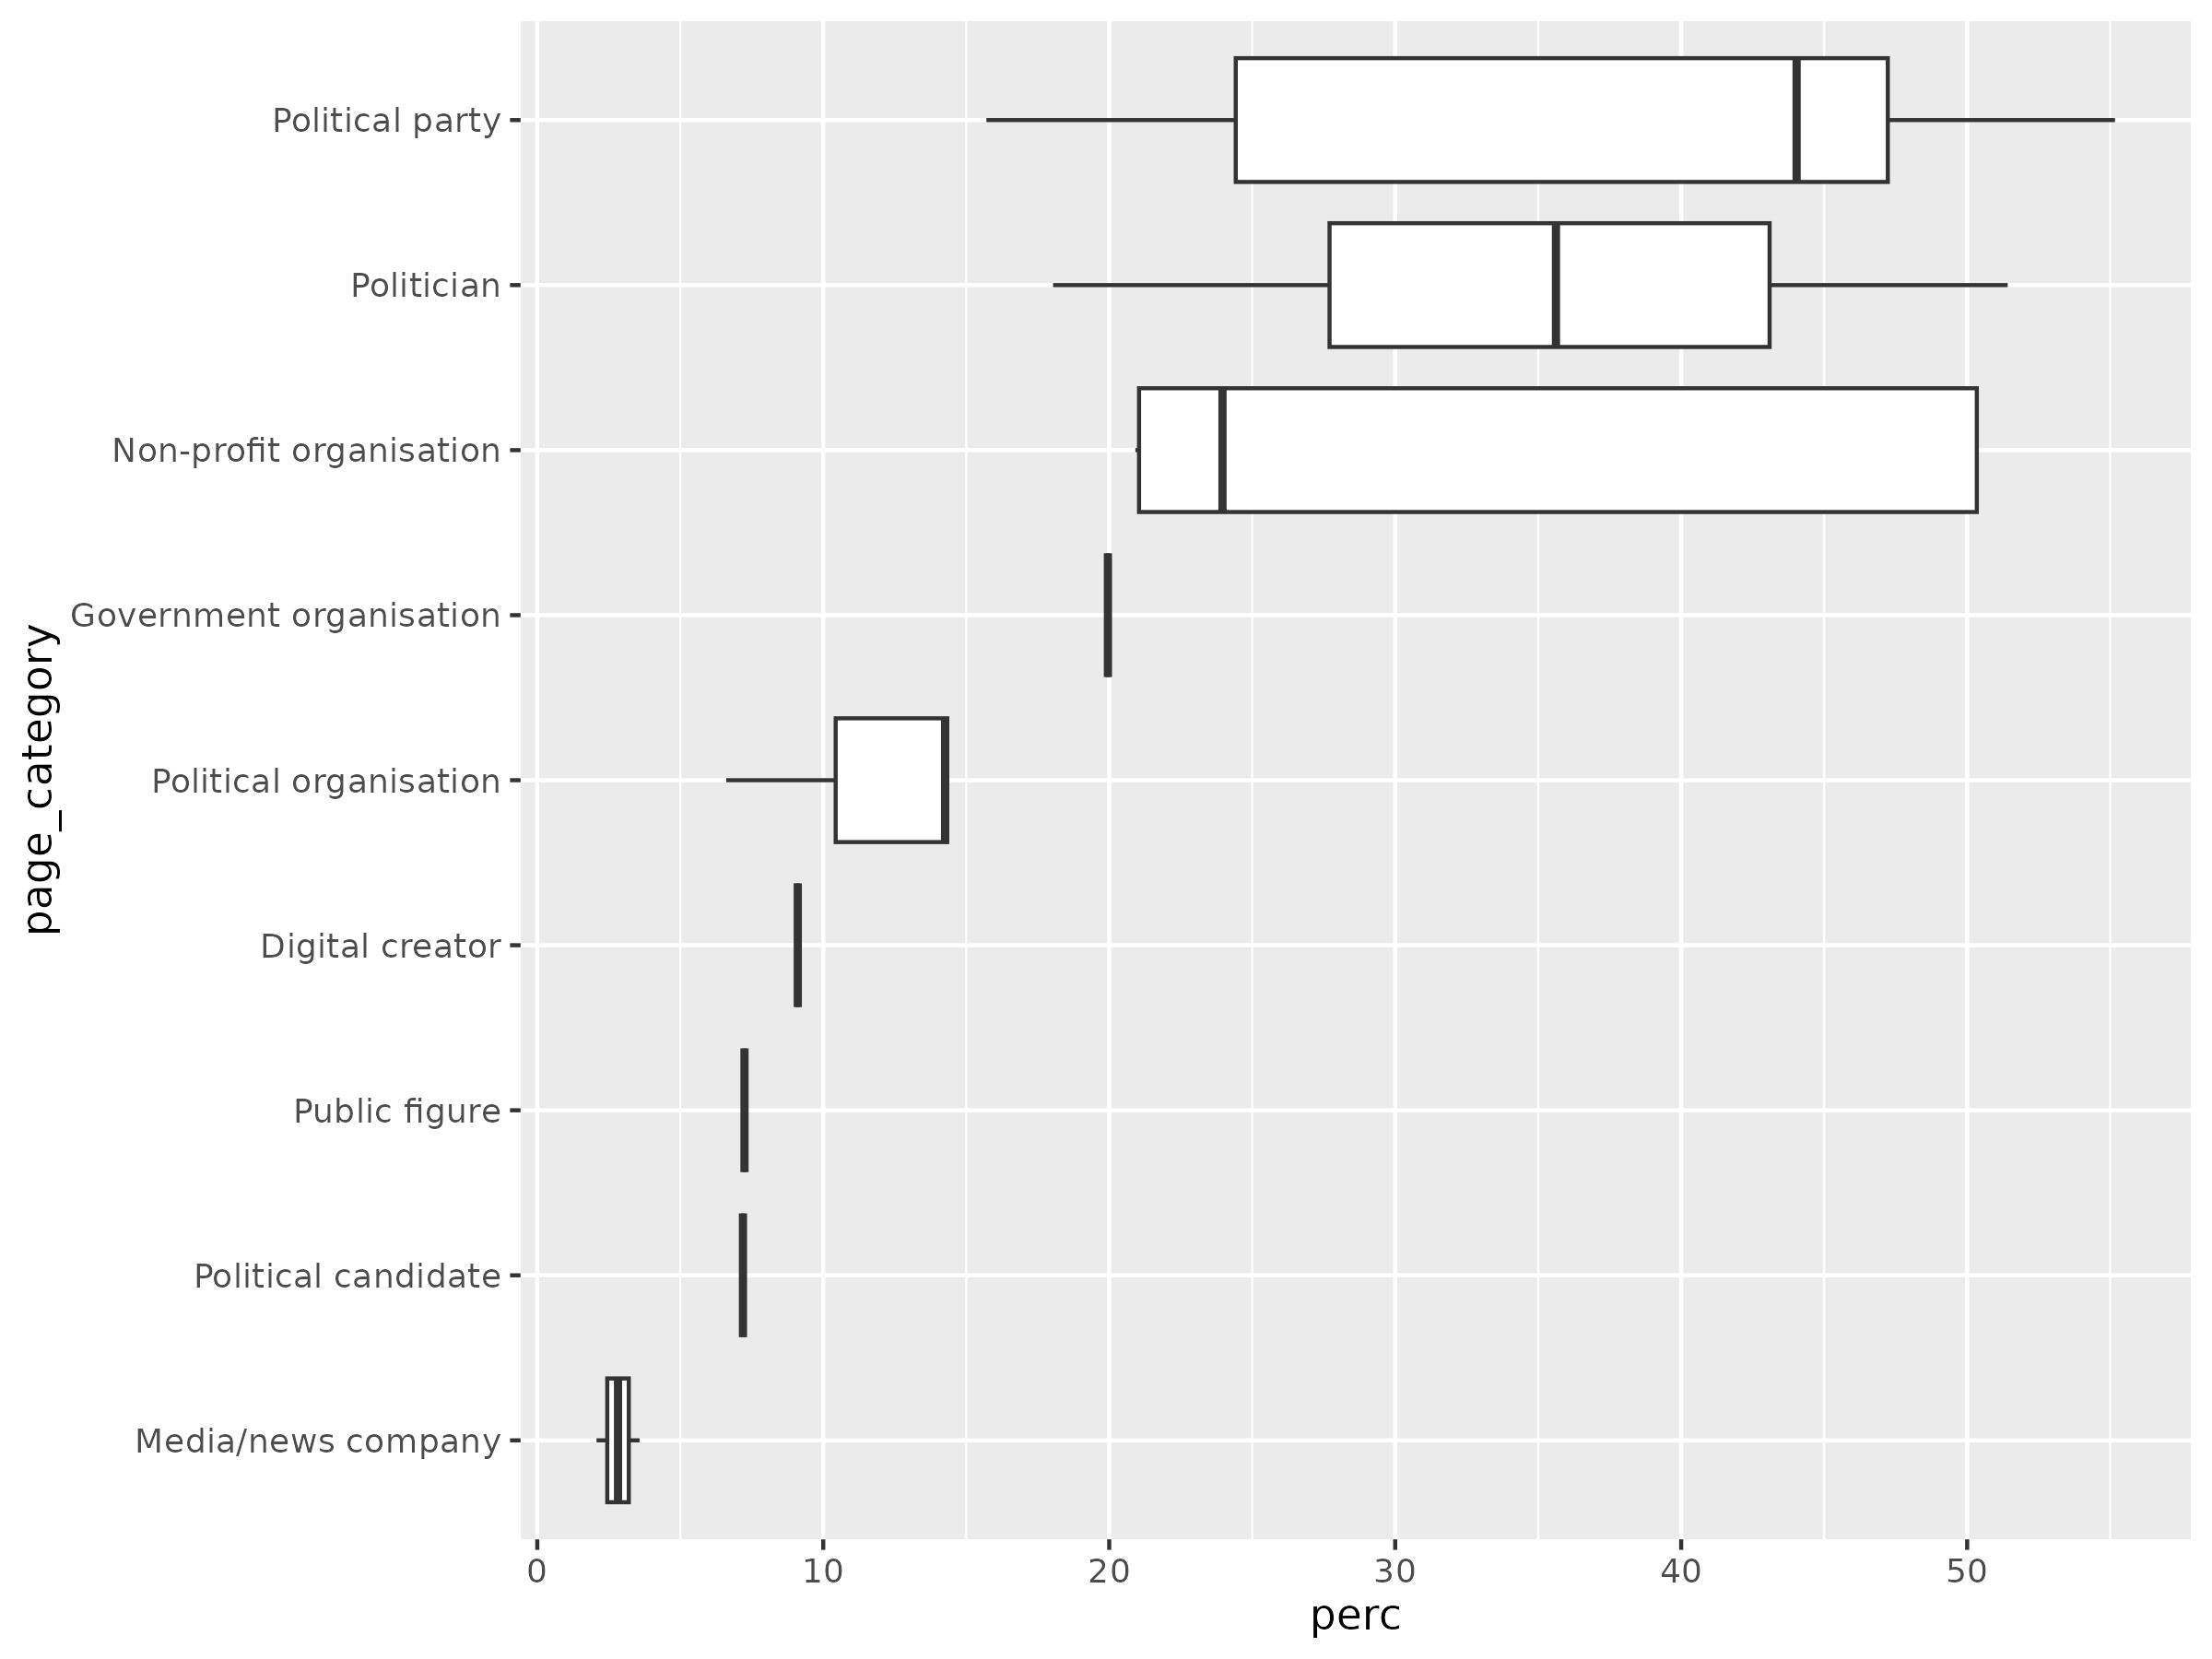 Political party
Politician
Non-profit organisation
Government organisation
Political organisation
Digital creator
Public figure
Political candidate
Media/news company
page_category
0 10 20 30 40 50
perc